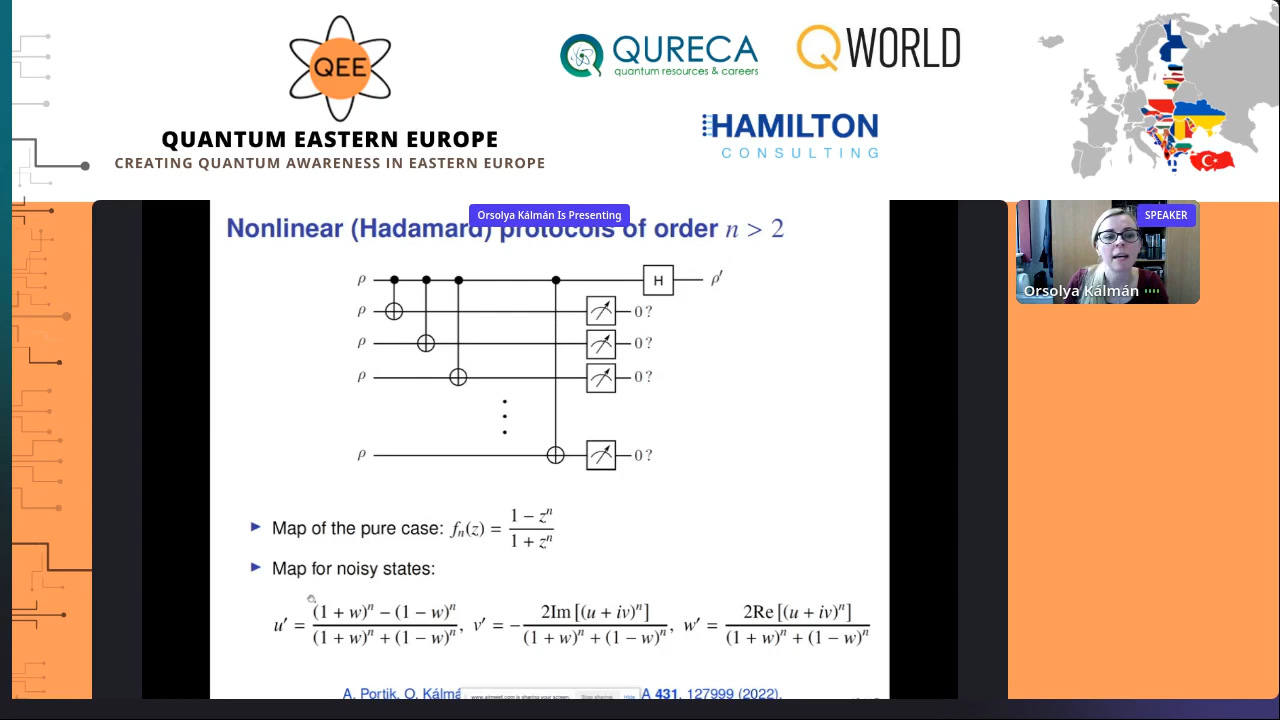 QEE
QUANTUM EASTERN EUROPE
CREATING QUANTUM AWARENESS IN EASTERN EUROPE
QURECA
quantum resources & careers
QWORLD
HAMILTON
CONSULTING
Orsolya Kálmán Is Presenting
SPEAKER
Orsolya Kálmán
Nonlinear (Hadamard) protocols of order n > 2
ρ H ρ′
ρ 0 ?
ρ 0 ?
ρ 0 ?
ρ 0 ?
Map of the pure case: fₙ(z) = (1 − zⁿ) / (1 + zⁿ)
Map for noisy states:
u′ = ((1 + w)ⁿ − (1 − w)ⁿ) / ((1 + w)ⁿ + (1 − w)ⁿ), v′ = − 2Im [(u + iv)ⁿ] / ((1 + w)ⁿ + (1 − w)ⁿ), w′ = 2Re [(u + iv)ⁿ] / ((1 + w)ⁿ + (1 − w)ⁿ)
A. Portik, O. Kálmá A 431, 127999 (2022).
www.airmeet.com is sharing your screen. Stop sharing Hide